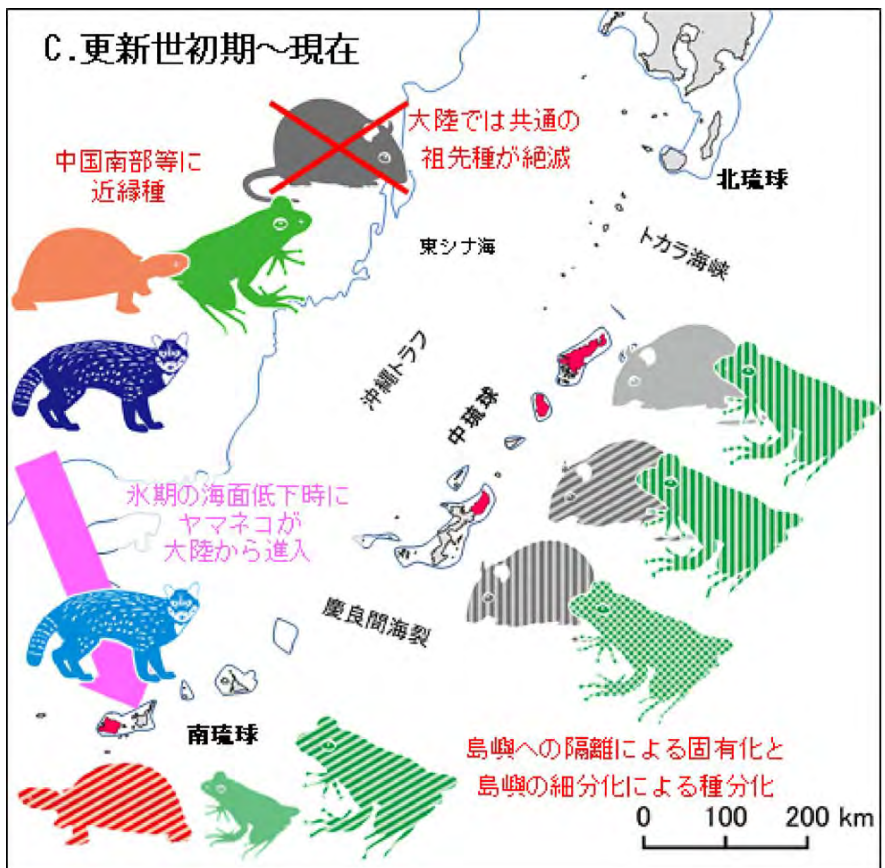 C.更新世初期～現在
大陸では共通の
祖先種が絶滅
中国南部等に
近縁種
北琉球
東シナ海
トカラ海峡
沖縄トラフ
中琉球
氷期の海面低下時に
ヤマネコが
大陸から進入
慶良間海裂
南琉球
島嶼への隔離による固有化と
島嶼の細分化による種分化
0 100 200 km